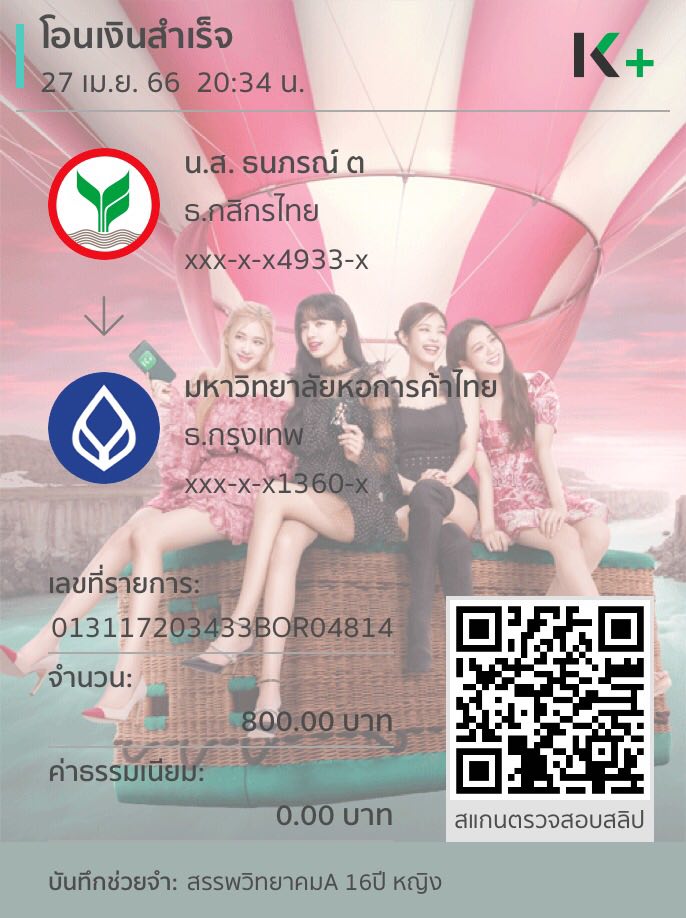 โอนเงินสำเร็จ
27 เม.ย. 66 20:34 น.
K+
น.ส. ธนภรณ์ ต
ธ.กสิกรไทย
xxx-x-x4933-x
มหาวิทยาลัยหอการค้าไทย
ธ.กรุงเทพ
xxx-x-x1360-x
เลขที่รายการ:
013117203433BOR04814
จำนวน:
800.00 บาท
ค่าธรรมเนียม:
0.00 บาท
สแกนตรวจสอบสลิป
บันทึกช่วยจำ: สรรพวิทยาคมA 16ปี หญิง